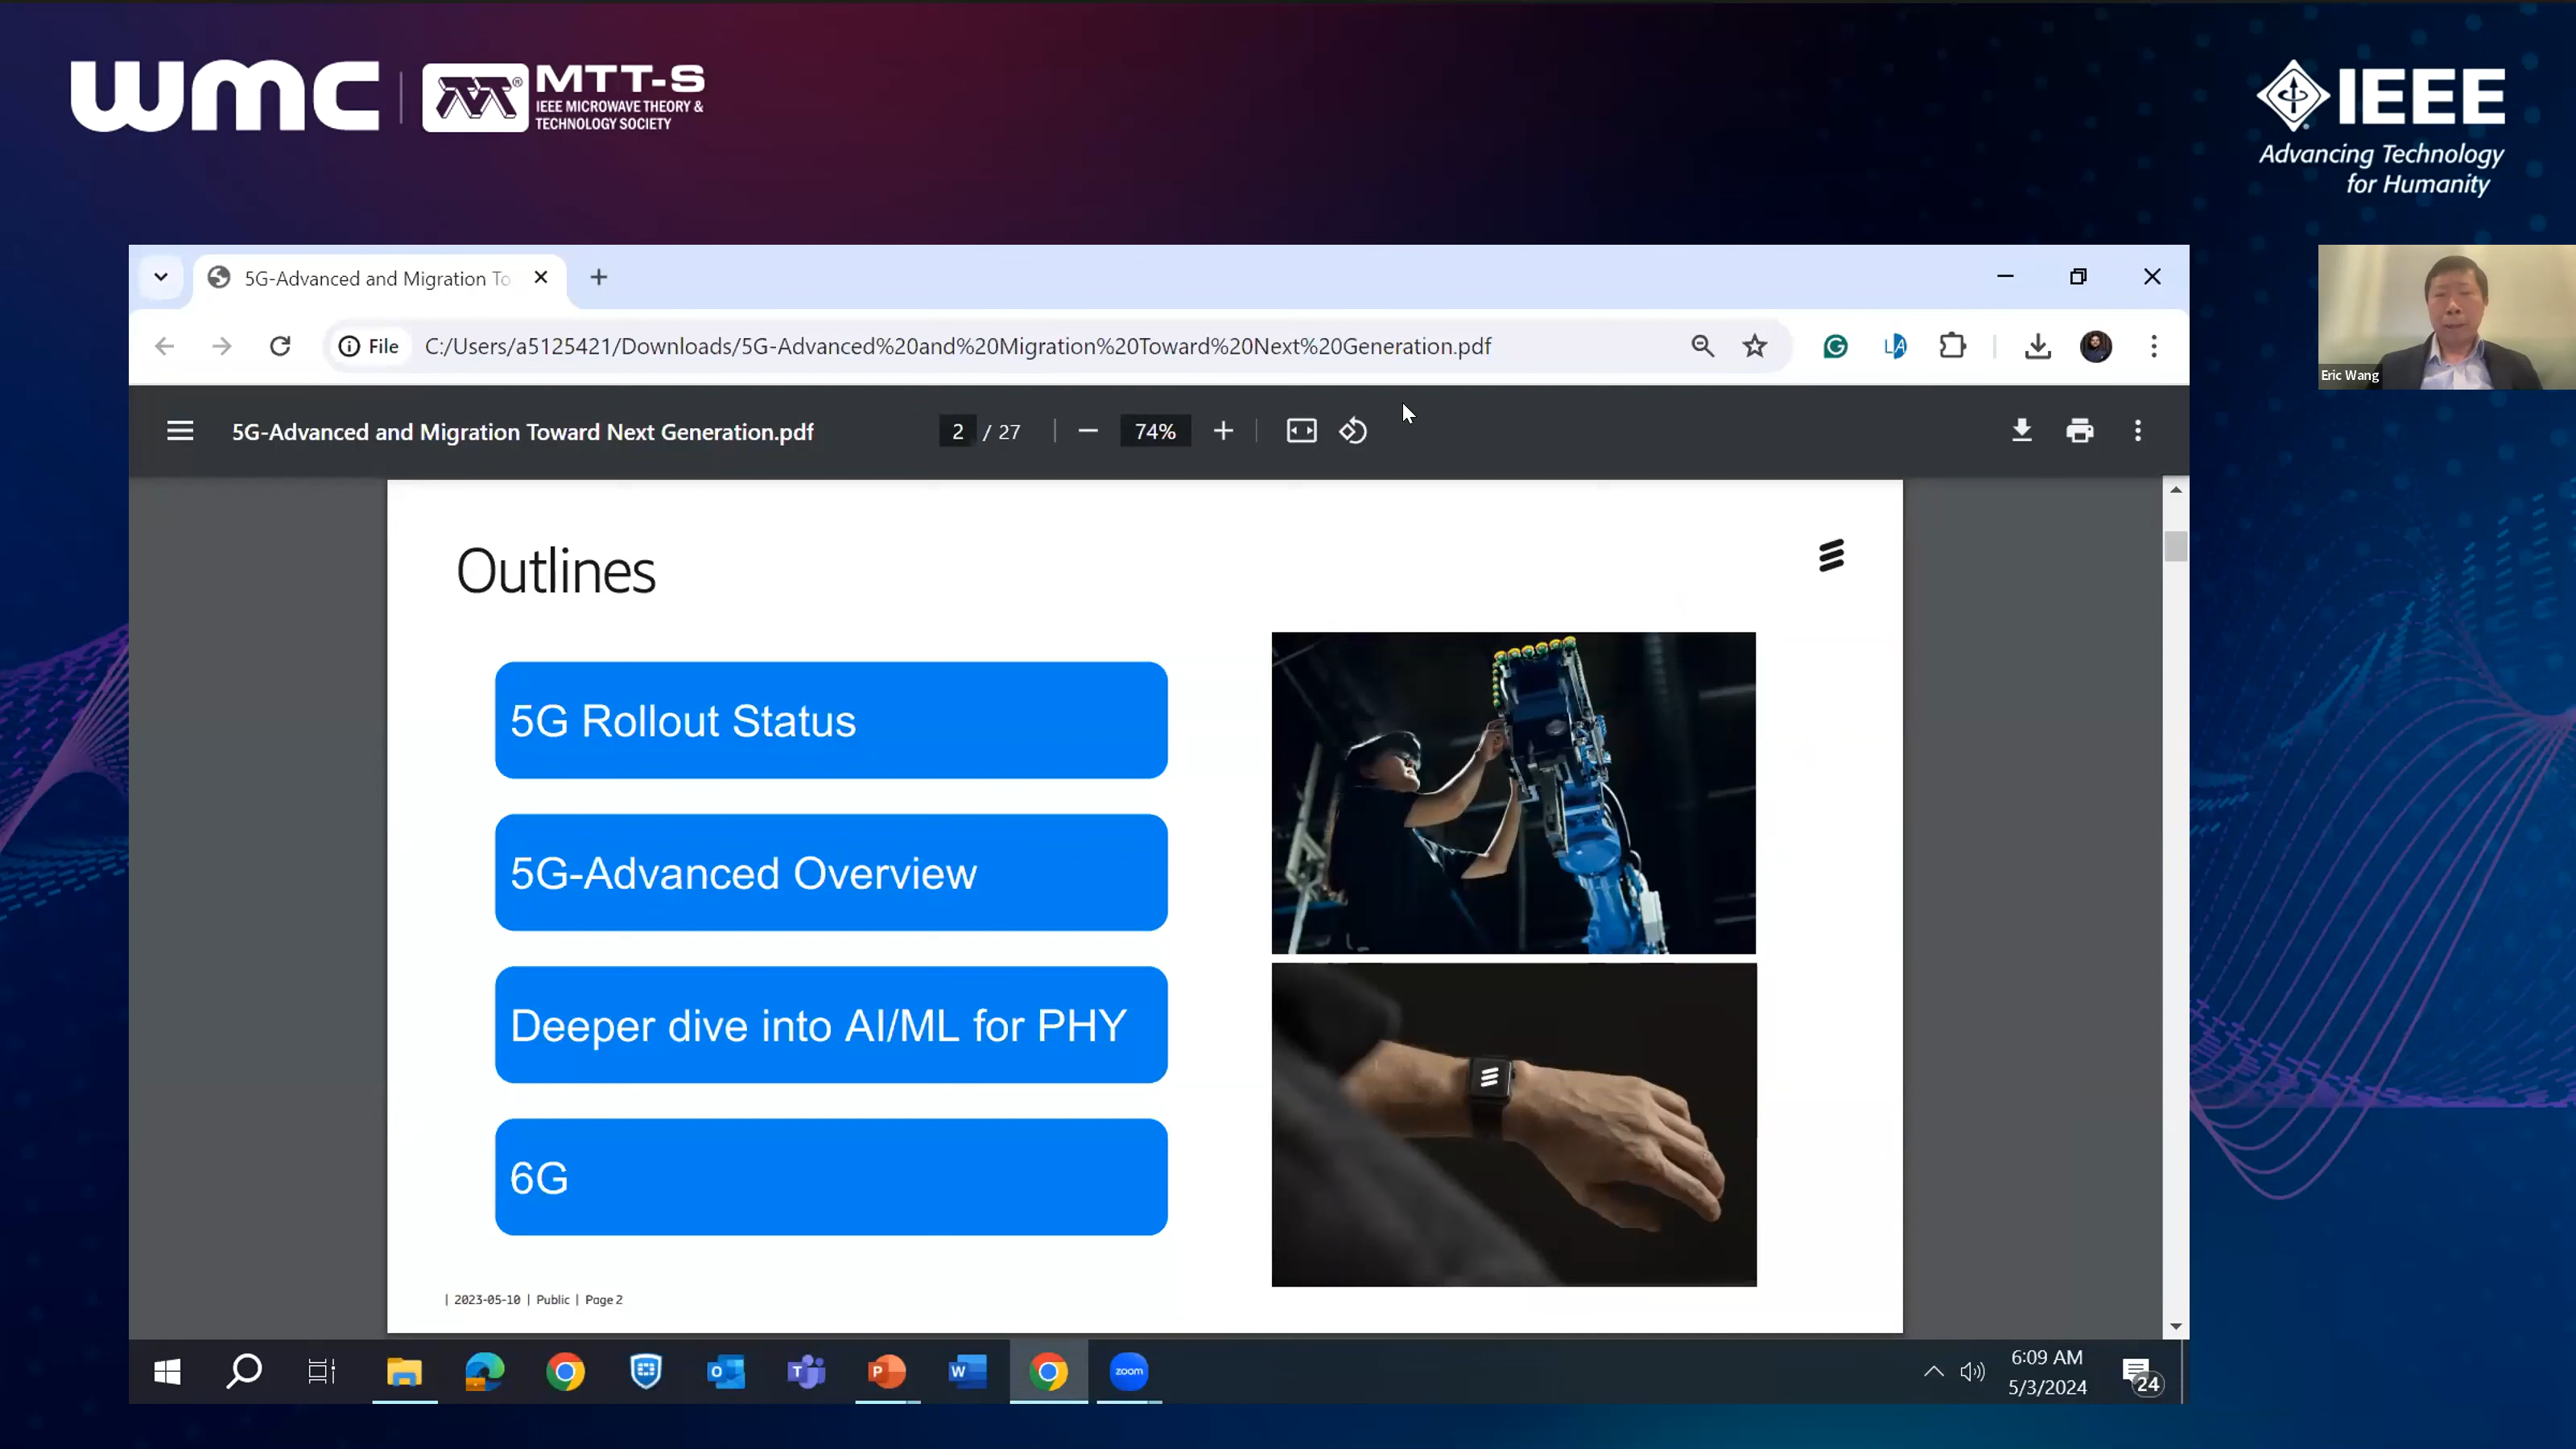 wmc
MTT-S
IEEE MICROWAVE THEORY &
TECHNOLOGY SOCIETY
IEEE
Advancing Technology
for Humanity
5G-Advanced and Migration To
File
C:/Users/a5125421/Downloads/5G-Advanced%20and%20Migration%20Toward%20Next%20Generation.pdf
Eric Wang
5G-Advanced and Migration Toward Next Generation.pdf
2 / 27
74%
Outlines
5G Rollout Status
5G-Advanced Overview
Deeper dive into AI/ML for PHY
6G
| 2023-05-10 | Public | Page 2
zoom
6:09 AM
5/3/2024
24